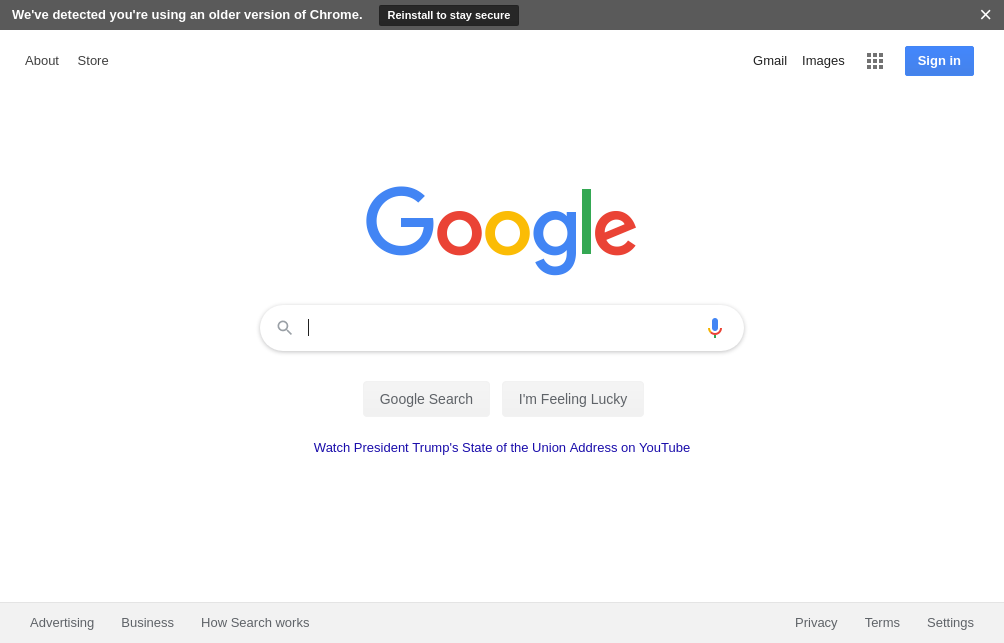 We've detected you're using an older version of Chrome. Reinstall to stay secure
About Store Gmail Images Sign in
Google
Google Search I'm Feeling Lucky
Watch President Trump's State of the Union Address on YouTube
Advertising Business How Search works Privacy Terms Settings